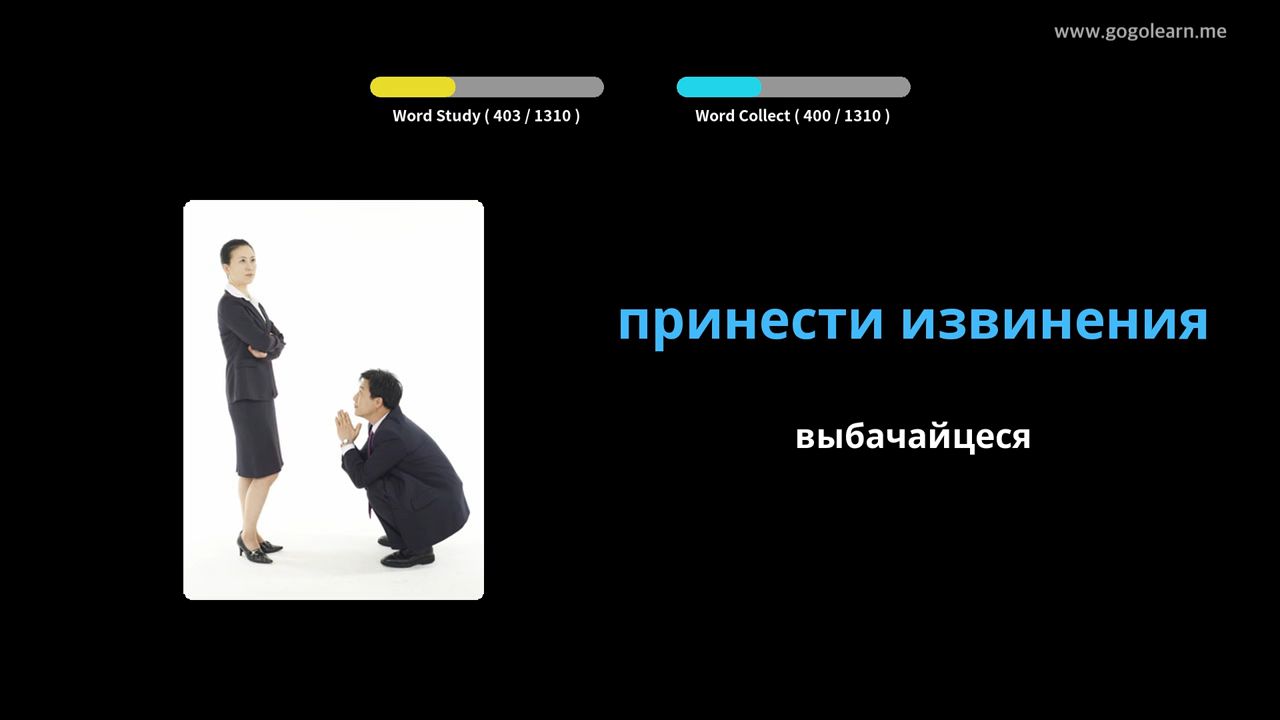 www.gogolearn.me
Word Study ( 403 / 1310 )
Word Collect ( 400 / 1310 )
принести извинения
выбачайцеся